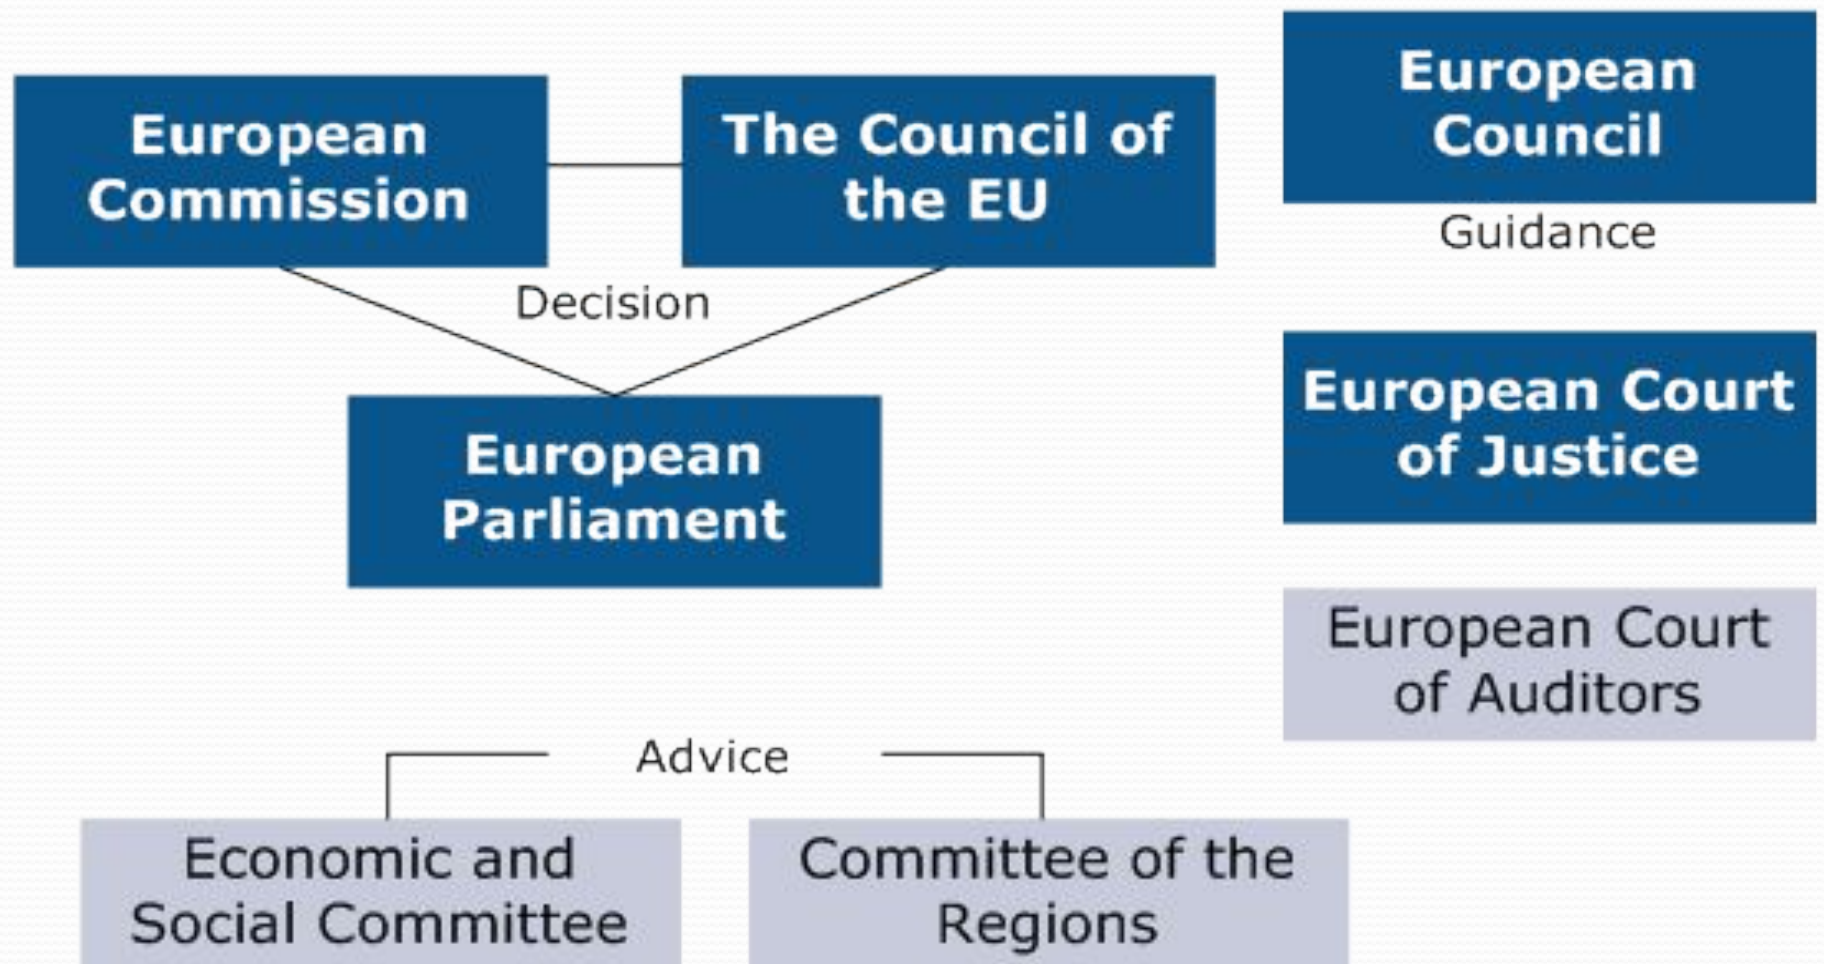 European
Commission
The Council of
the EU
Decision
European
Parliament
European
Council
Guidance
European Court
of Justice
European Court
of Auditors
Advice
Economic and
Social Committee
Committee of the
Regions